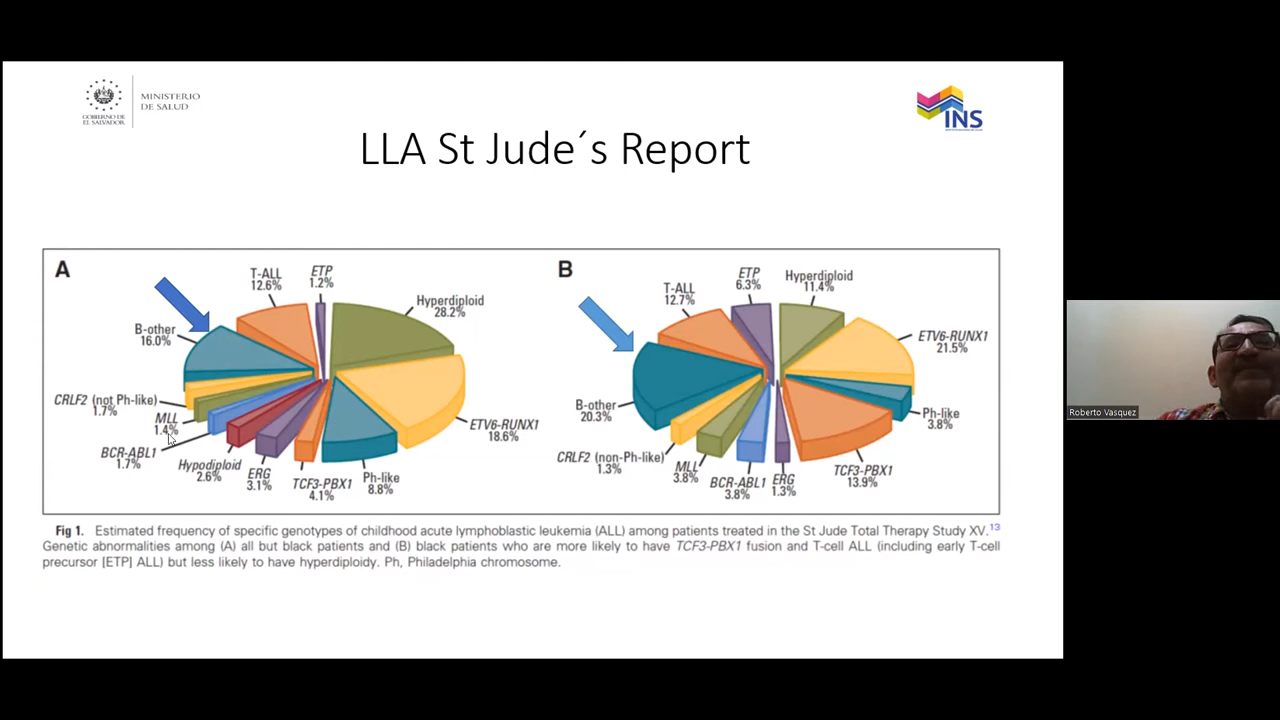 GOBIERNO DE
EL SALVADOR
MINISTERIO
DE SALUD
INS
LLA St Jude´s Report
A
T-ALL
12.6%
ETP
1.2%
Hyperdiploid
28.2%
B-other
16.0%
CRLF2 (not Ph-like)
1.7%
MLL
1.4%
BCR-ABL1
1.7%
Hypodiploid
2.6%
ERG
3.1%
TCF3-PBX1
4.1%
Ph-like
8.8%
ETV6-RUNX1
18.6%
B
T-ALL
12.7%
ETP
6.3%
Hyperdiploid
11.4%
ETV6-RUNX1
21.5%
B-other
20.3%
Ph-like
3.8%
CRLF2 (non-Ph-like)
1.3%
MLL
3.8%
BCR-ABL1
3.8%
ERG
1.3%
TCF3-PBX1
13.9%
Fig 1. Estimated frequency of specific genotypes of childhood acute lymphoblastic leukemia (ALL) among patients treated in the St Jude Total Therapy Study XV.13
Genetic abnormalities among (A) all but black patients and (B) black patients who are more likely to have TCF3-PBX1 fusion and T-cell ALL (including early T-cell
precursor [ETP] ALL) but less likely to have hyperdiploidy. Ph, Philadelphia chromosome.
Roberto Vasquez